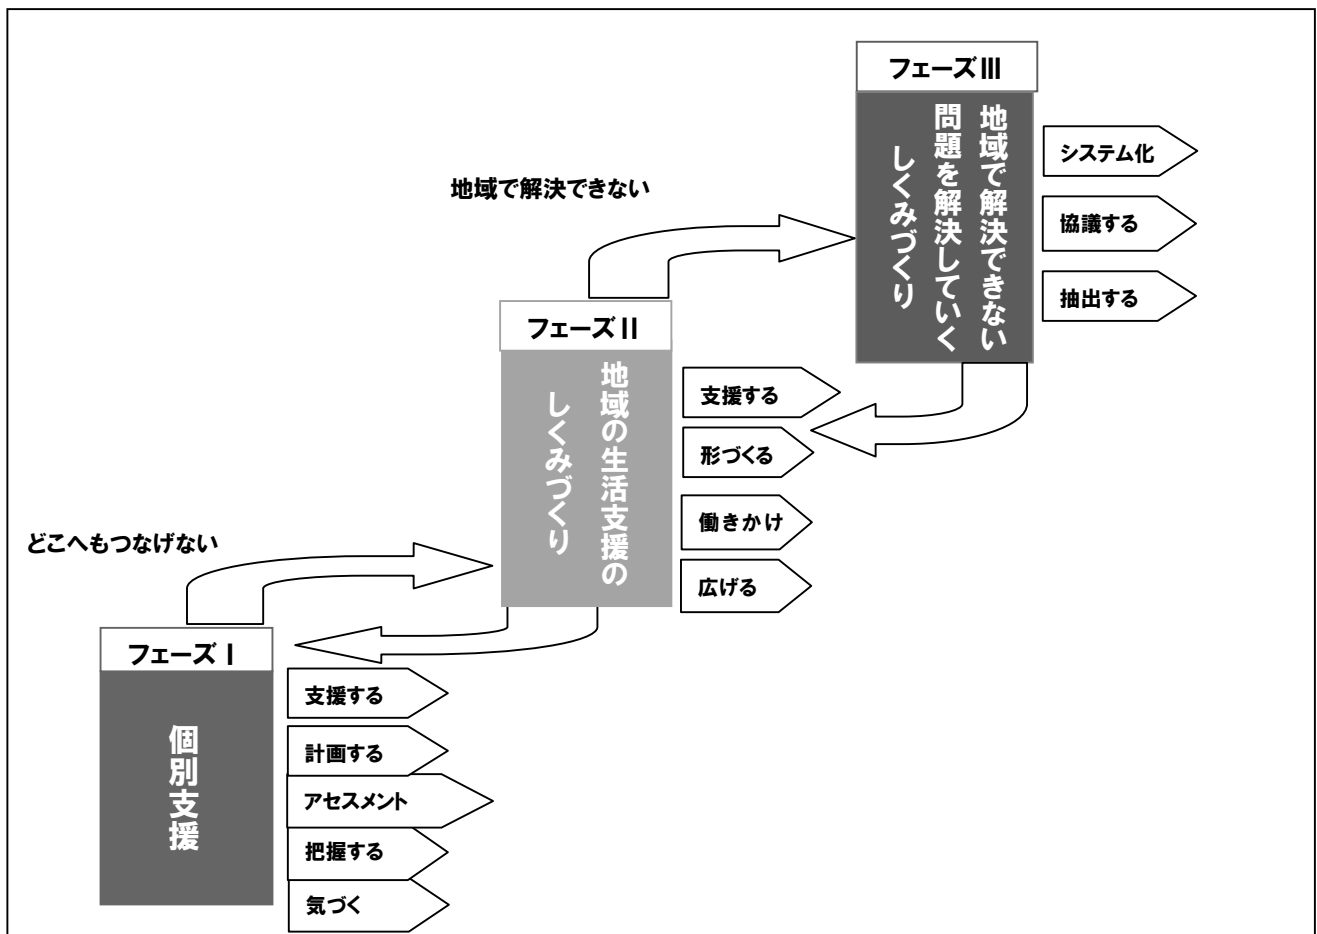 フェーズⅢ
地域で解決できない
問題を解決していく
しくみづくり
システム化
協議する
抽出する
地域で解決できない
フェーズⅡ
地域の生活支援の
しくみづくり
支援する
形づくる
働きかけ
広げる
どこへもつなげない
フェーズⅠ
個別支援
支援する
計画する
アセスメント
把握する
気づく